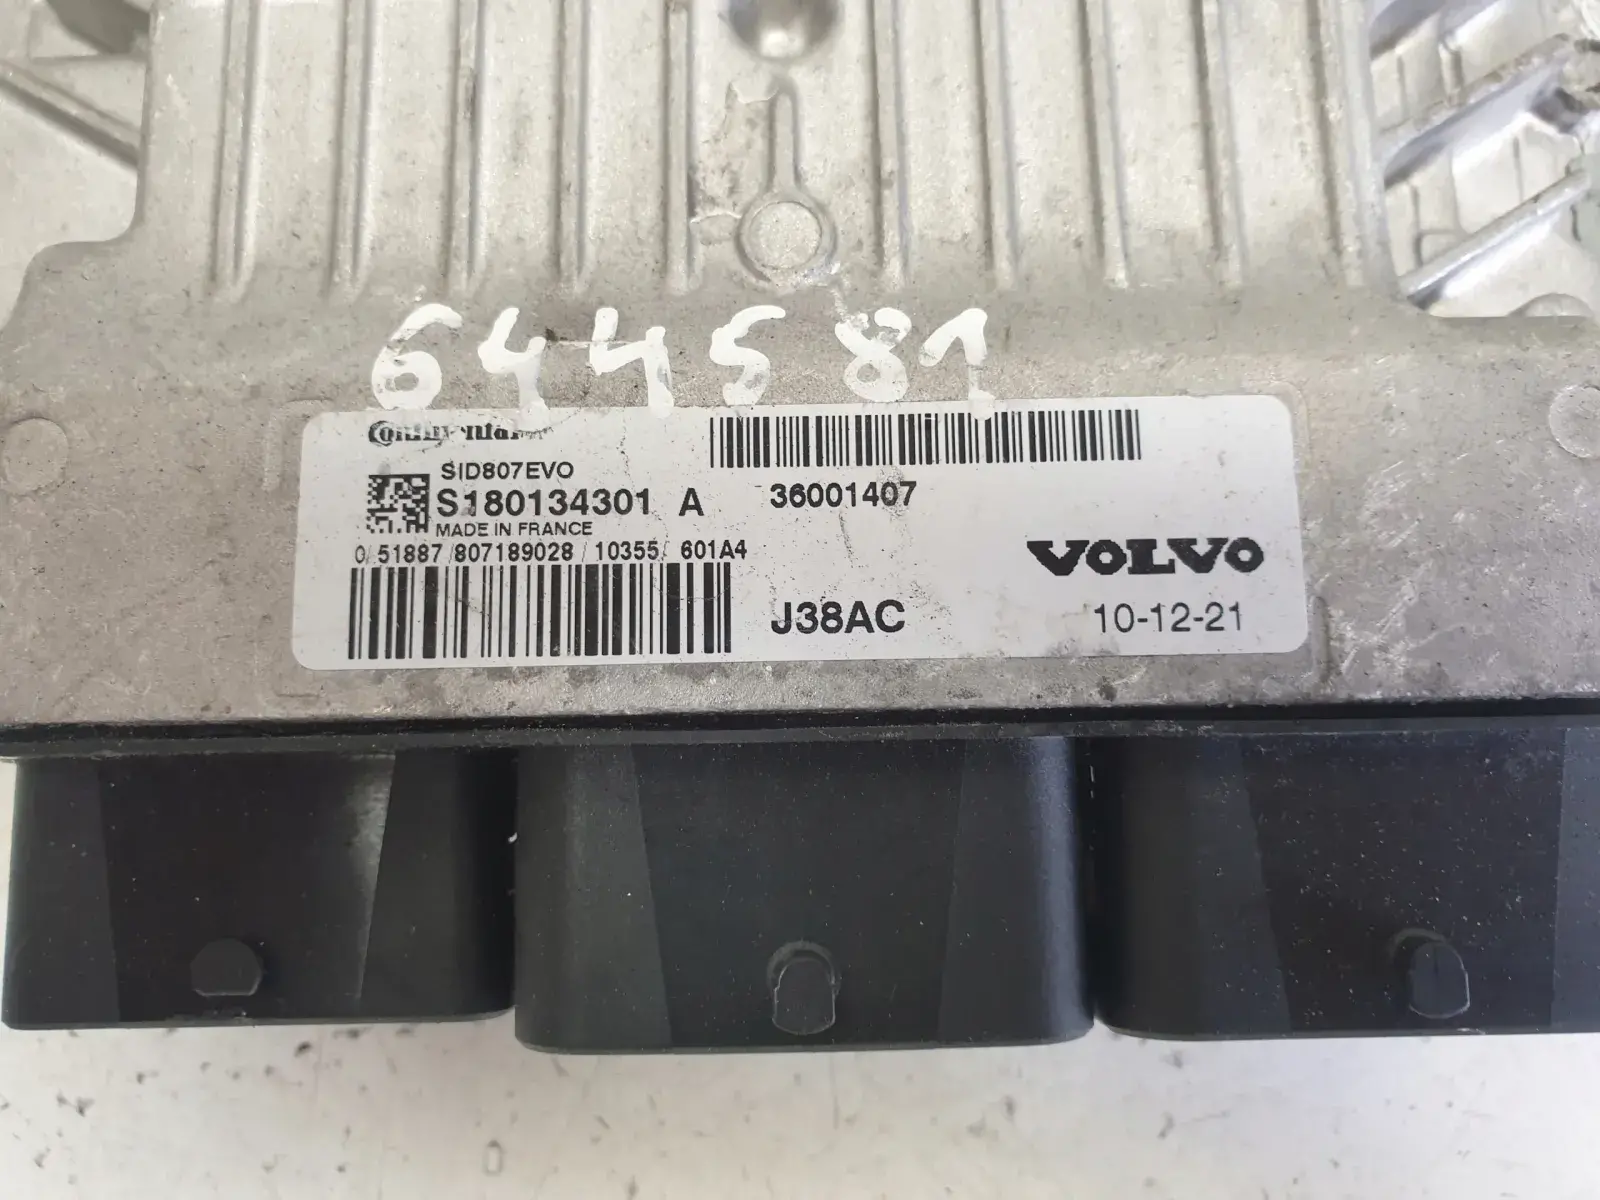 644581
Continental
SID807EVO
S180134301 A
MADE IN FRANCE
0/51887/807189028/10355/601A4
36001407
VOLVO
J38AC
10-12-21